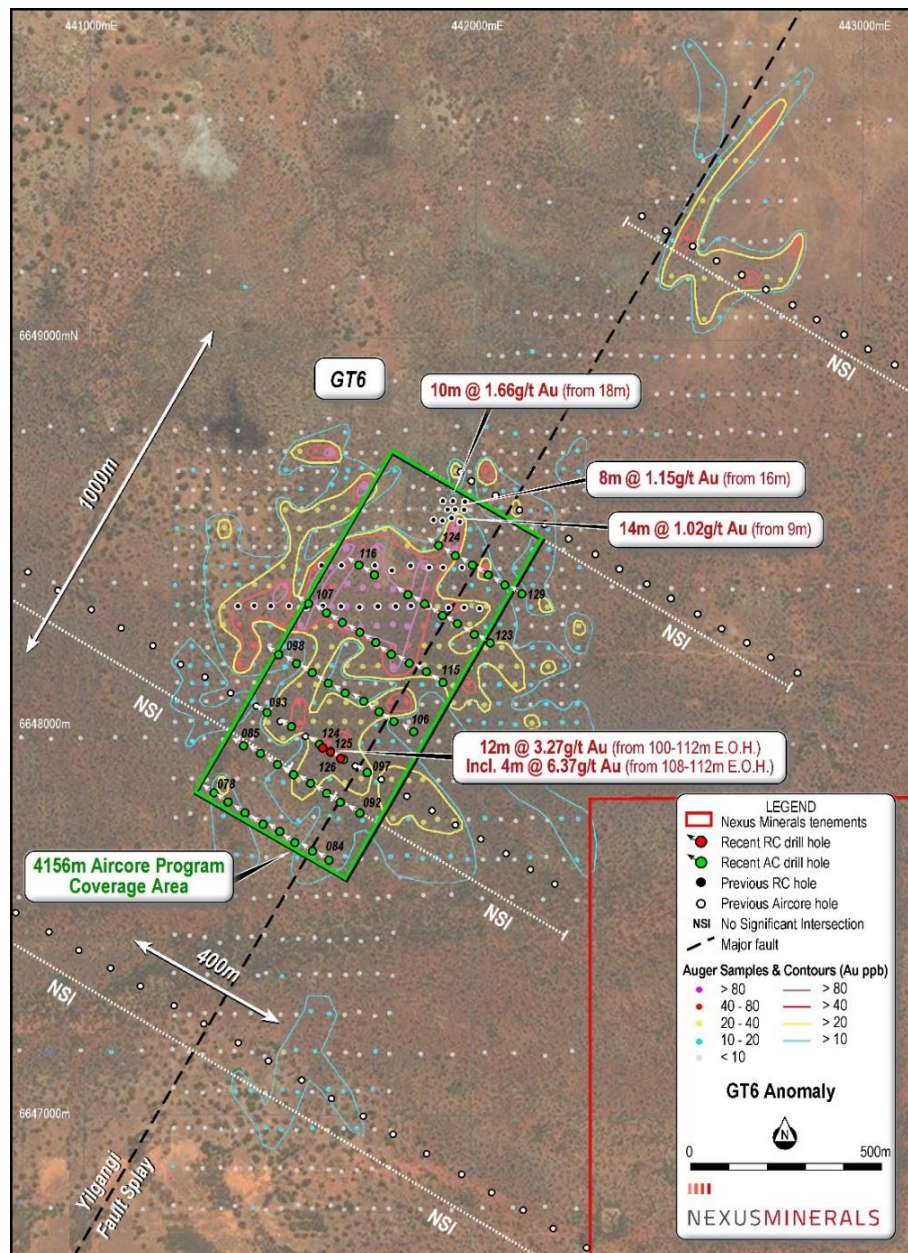 441000mE
442000mE
443000mE
6649000mN
GT6
10m @ 1.66g/t Au (from 18m)
8m @ 1.15g/t Au (from 16m)
14m @ 1.02g/t Au (from 9m)
1000m
NSI
124
116
129
107
123
098
115
NSI
NSI
6648000m
093
106
085
124
125
126
097
12m @ 3.27g/t Au (from 100-112m E.O.H.)
Incl. 4m @ 6.37g/t Au (from 108-112m E.O.H.)
078
092
084
4156m Aircore Program
Coverage Area
NSI
400m
NSI
6647000m
Yilgangi
Fault Splay
NSI
LEGEND
Nexus Minerals tenements
Recent RC drill hole
Recent AC drill hole
Previous RC hole
Previous Aircore hole
NSI No Significant Intersection
Major fault
Auger Samples & Contours (Au ppb)
> 80 > 80
40 - 80 > 40
20 - 40 > 20
10 - 20 > 10
< 10
GT6 Anomaly
N
0 500m
NEXUSMINERALS